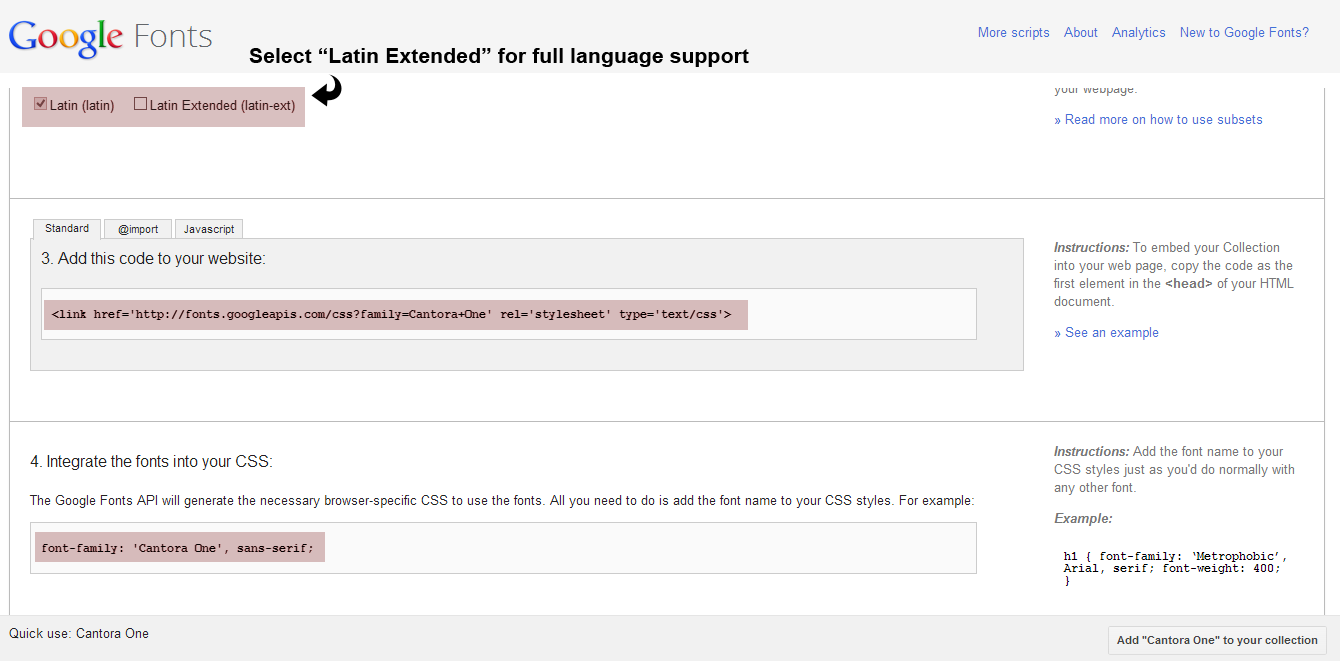 Google Fonts
Select “Latin Extended” for full language support
More scripts About Analytics New to Google Fonts?
Latin (latin) Latin Extended (latin-ext)
your webpage.
» Read more on how to use subsets
Standard @import Javascript
3. Add this code to your website:
<link href='http://fonts.googleapis.com/css?family=Cantora+One' rel='stylesheet' type='text/css'>
Instructions: To embed your Collection
into your web page, copy the code as the
first element in the <head> of your HTML
document.
» See an example
4. Integrate the fonts into your CSS:
The Google Fonts API will generate the necessary browser-specific CSS to use the fonts. All you need to do is add the font name to your CSS styles. For example:
font-family: 'Cantora One', sans-serif;
Instructions: Add the font name to your
CSS styles just as you'd do normally with
any other font.
Example:
h1 { font-family: ‘Metrophobic’,
Arial, serif; font-weight: 400;
}
Quick use: Cantora One
Add "Cantora One" to your collection